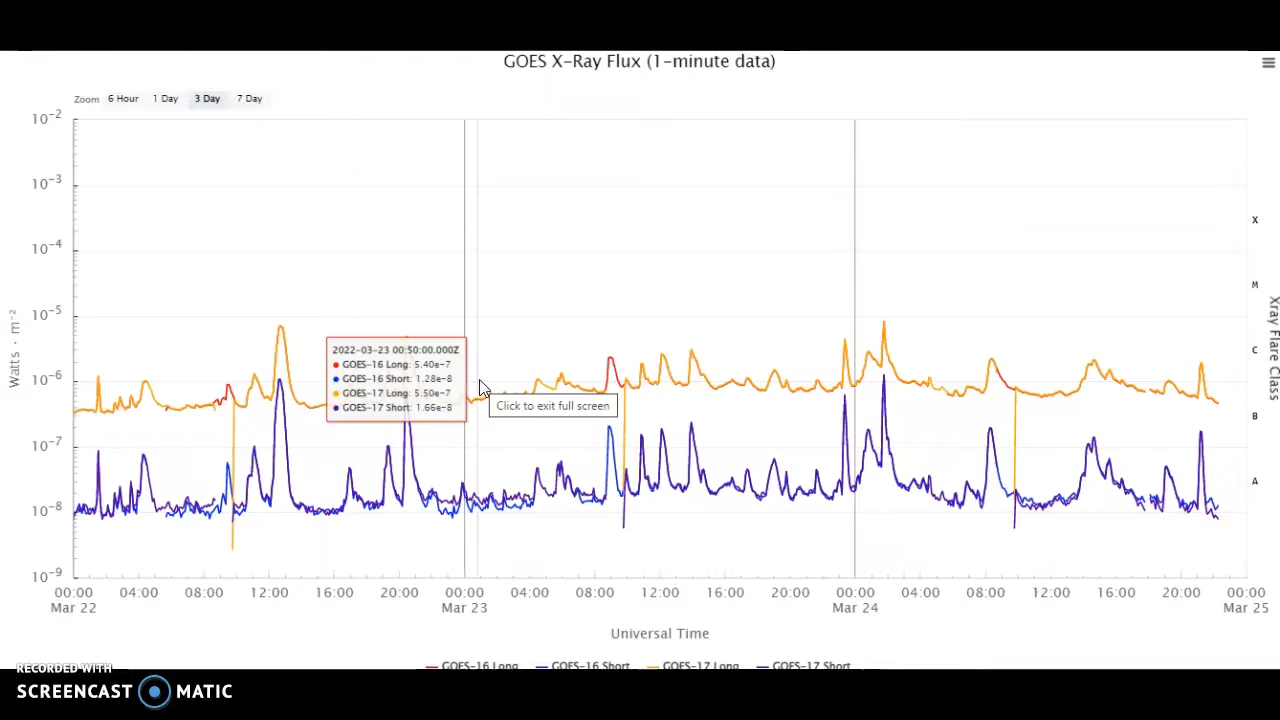 GOES X-Ray Flux (1-minute data)
Zoom 6 Hour 1 Day 3 Day 7 Day
10⁻²
10⁻³
10⁻⁴
10⁻⁵
10⁻⁶
10⁻⁷
10⁻⁸
10⁻⁹
Watts · m⁻²
X
M
C
B
A
Xray Flare Class
2022-03-23 00:50:00.000Z
GOES-16 Long: 5.40e-7
GOES-16 Short: 1.28e-8
GOES-17 Long: 5.50e-7
GOES-17 Short: 1.66e-8
Click to exit full screen
00:00 04:00 08:00 12:00 16:00 20:00 00:00 04:00 08:00 12:00 16:00 20:00 00:00 04:00 08:00 12:00 16:00 20:00 00:00
Mar 22 Mar 23 Mar 24 Mar 25
Universal Time
GOES-16 Long GOES-16 Short GOES-17 Long GOES-17 Short
RECORDED WITH
SCREENCAST MATIC